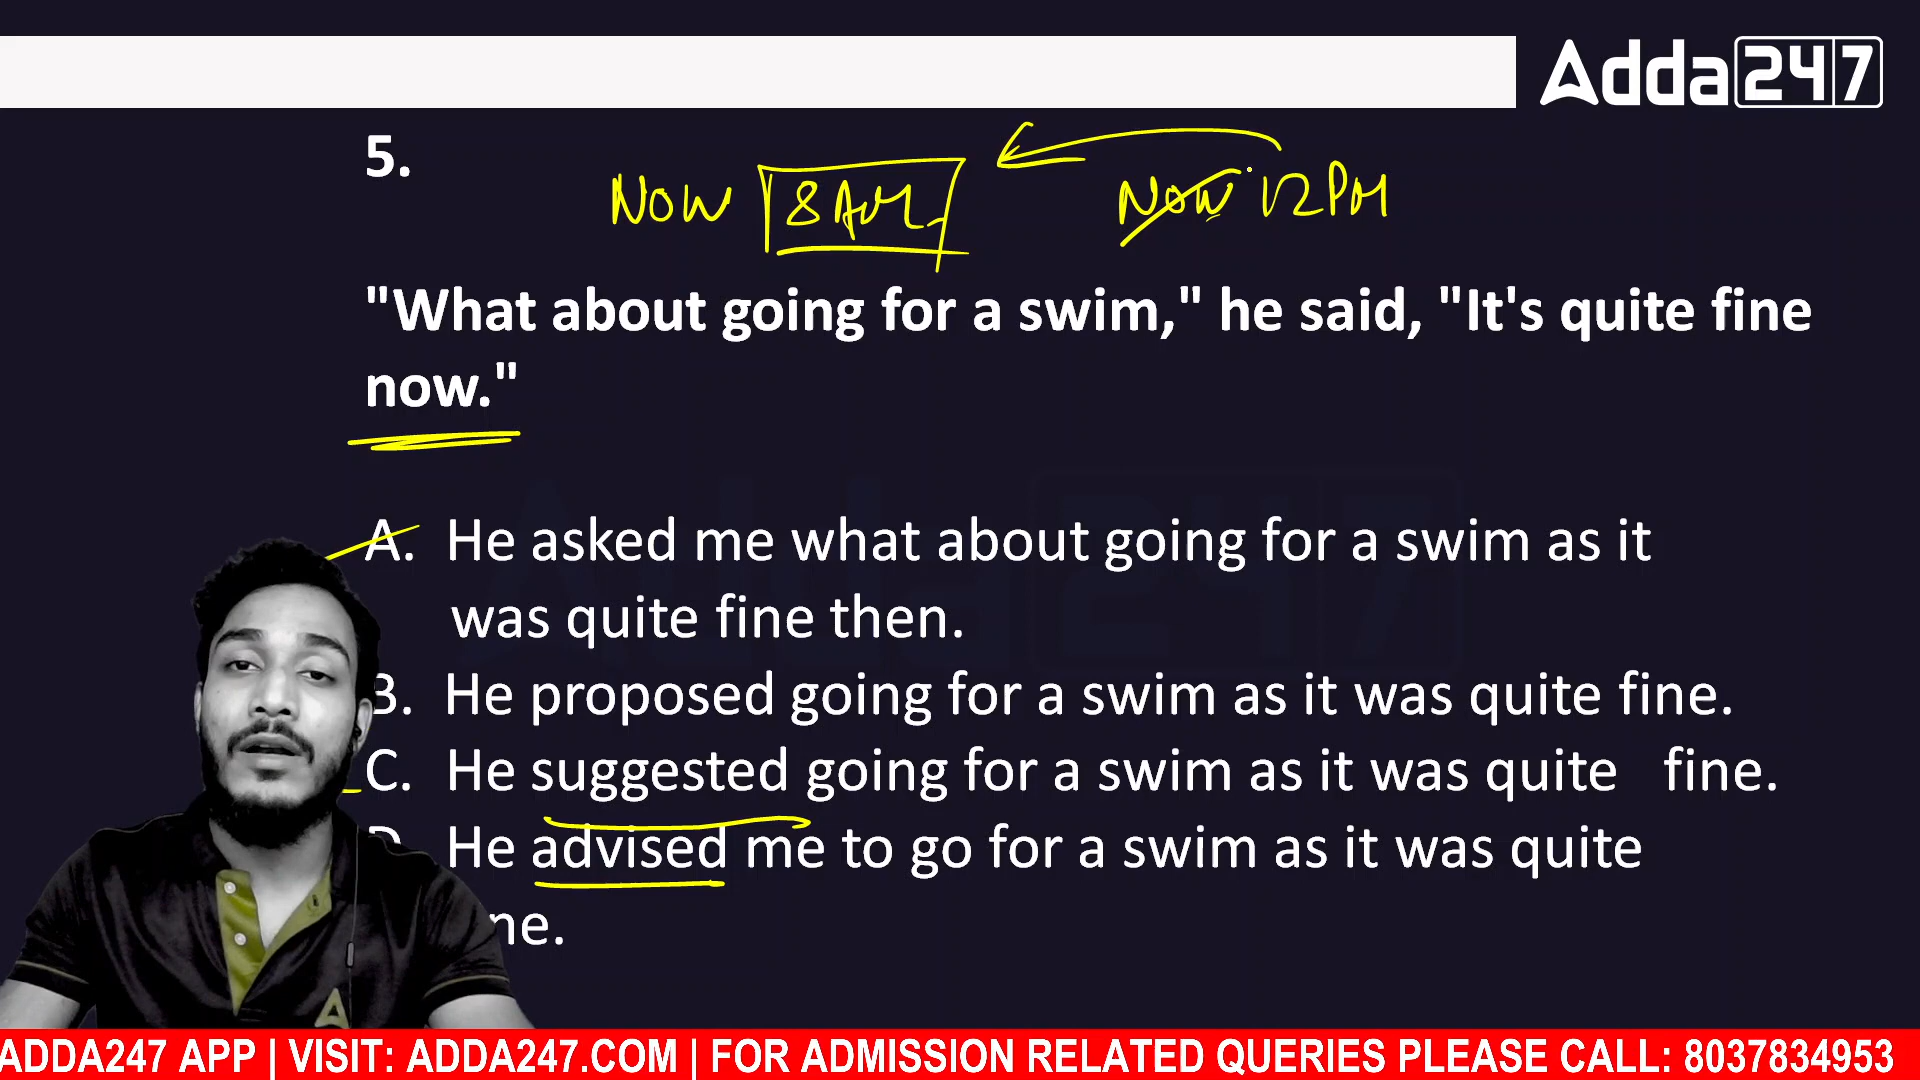 Adda247
5.
NOW 8 AM NOW 12 PM
"What about going for a swim," he said, "It's quite fine
now."
A. He asked me what about going for a swim as it
was quite fine then.
B. He proposed going for a swim as it was quite fine.
C. He suggested going for a swim as it was quite fine.
D. He advised me to go for a swim as it was quite
ne.
ADDA247 APP | VISIT: ADDA247.COM | FOR ADMISSION RELATED QUERIES PLEASE CALL: 8037834953